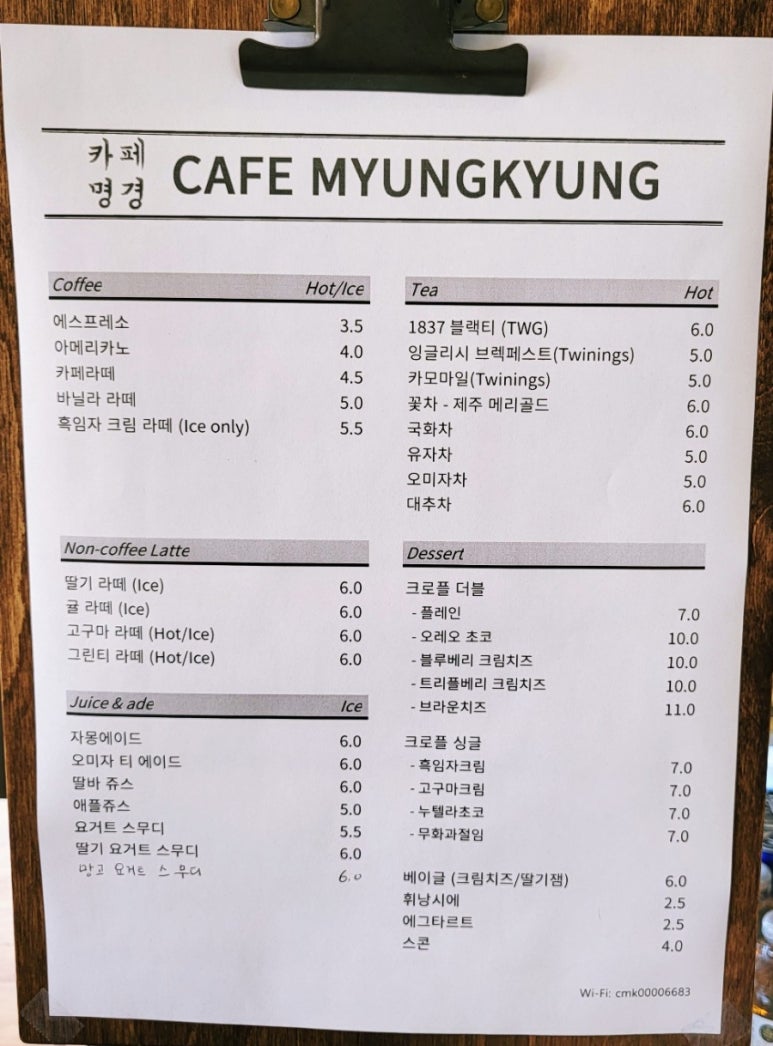 카페
명경
CAFE MYUNGKYUNG
Coffee Hot/Ice
에스프레소 3.5
아메리카노 4.0
카페라떼 4.5
바닐라 라떼 5.0
흑임자 크림 라떼 (Ice only) 5.5
Non-coffee Latte
딸기 라떼 (Ice) 6.0
귤 라떼 (Ice) 6.0
고구마 라떼 (Hot/Ice) 6.0
그린티 라떼 (Hot/Ice) 6.0
Juice & ade Ice
자몽에이드 6.0
오미자 티 에이드 6.0
딸바 쥬스 6.0
애플쥬스 5.0
요거트 스무디 5.5
딸기 요거트 스무디 6.0
망고 요거트 스무디 6.0
Tea Hot
1837 블랙티 (TWG) 6.0
잉글리시 브렉페스트(Twinings) 5.0
카모마일(Twinings) 5.0
꽃차 - 제주 메리골드 6.0
국화차 6.0
유자차 5.0
오미자차 5.0
대추차 6.0
Dessert
크로플 더블
- 플레인 7.0
- 오레오 초코 10.0
- 블루베리 크림치즈 10.0
- 트리플베리 크림치즈 10.0
- 브라운치즈 11.0
크로플 싱글
- 흑임자크림 7.0
- 고구마크림 7.0
- 누텔라초코 7.0
- 무화과절임 7.0
베이글 (크림치즈/딸기잼) 6.0
휘낭시에 2.5
에그타르트 2.5
스콘 4.0
Wi-Fi: cmk00006683